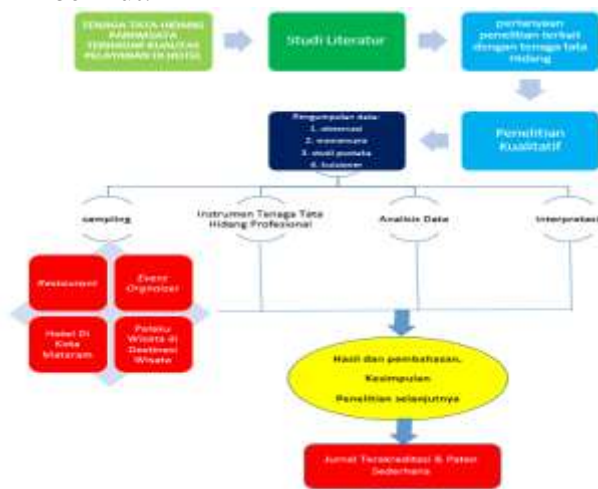 TENAGA TATA HIDANG
PARIWISATA
TERHADAP KUALITAS
PELAYANAN DI HOTEL
Studi Literatur
pertanyaan
penelitian terkait
dengan tenaga tata
Hidang
Pengumpulan data:
1. observasi
2. wawancara
3. studi pustaka
4. kuisioner
Penelitian
Kualitatif
sampling
Instrumen Tenaga Tata
Hidang Profesional
Analisis Data
Interpretasi
Restaurant
Event
Orgnaizer
Hotel Di
Kota
Mataram
Pelaku
Wisata di
Destinasi
Wisata
Hasil dan pembahasan,
Kesimpulan
Penelitian selanjutnya
Jurnal Terakreditasi & Paten
Sederhana